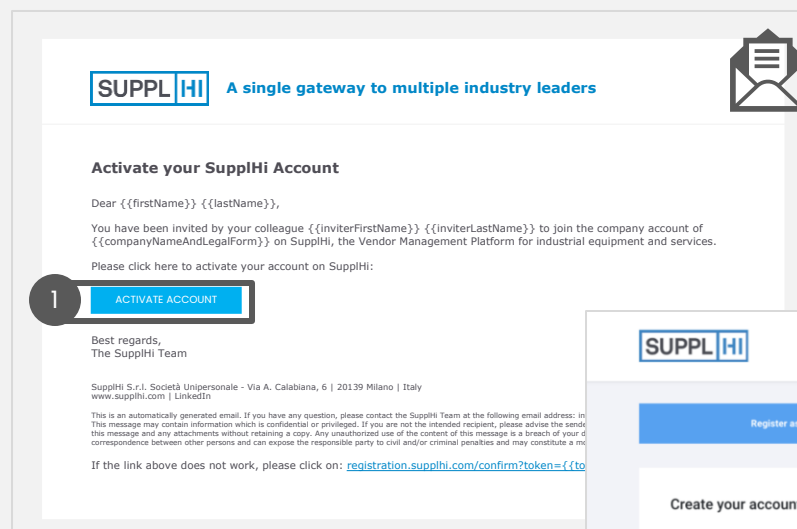 SUPPLHI A single gateway to multiple industry leaders
Activate your SupplHi Account
Dear {{firstName}} {{lastName}},
You have been invited by your colleague {{inviterFirstName}} {{inviterLastName}} to join the company account of
{{companyNameAndLegalForm}} on SupplHi, the Vendor Management Platform for industrial equipment and services.
Please click here to activate your account on SupplHi:
1 ACTIVATE ACCOUNT
Best regards,
The SupplHi Team
SupplHi S.r.l. Società Unipersonale - Via A. Calabiana, 6 | 20139 Milano | Italy
www.supplhi.com | LinkedIn
This is an automatically generated email. If you have any question, please contact the SupplHi Team at the following email address: in
This message may contain information which is confidential or privileged. If you are not the intended recipient, please advise the sende
this message and any attachments without retaining a copy. Any unauthorized use of the content of this message is a breach of your d
correspondence between other persons and can expose the responsible party to civil and/or criminal penalties and may constitute a m
If the link above does not work, please click on: registration.supplhi.com/confirm?token={{to
SUPPLHI
Register as
Create your account